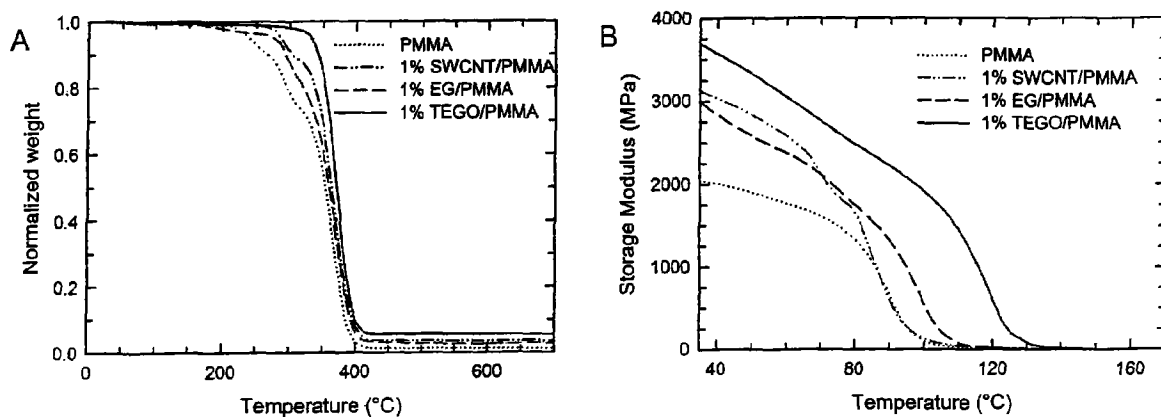 A
Normalized weight
1.0
0.8
0.6
0.4
0.2
0.0
0
200
400
600
Temperature (°C)
PMMA
1% SWCNT/PMMA
1% EG/PMMA
1% TEGO/PMMA
B
Storage Modulus (MPa)
4000
3000
2000
1000
0
40
80
120
160
Temperature (°C)
PMMA
1% SWCNT/PMMA
1% EG/PMMA
1% TEGO/PMMA